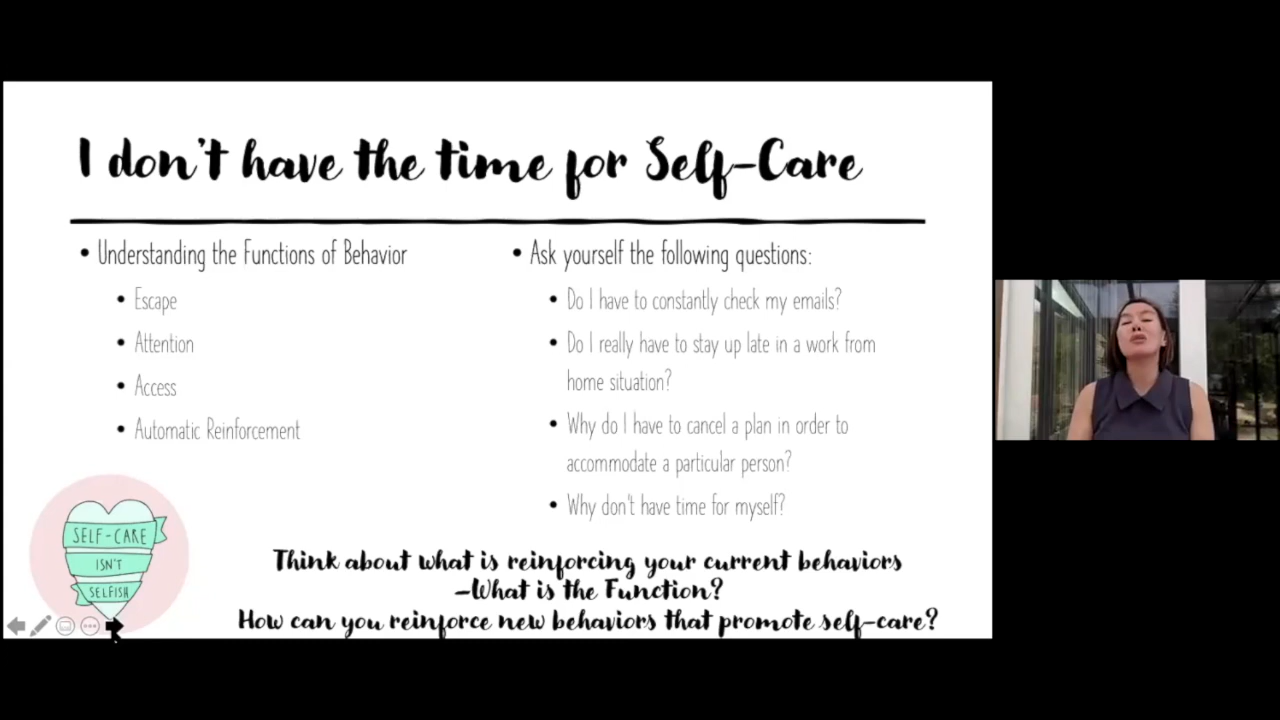 I don't have the time for Self-Care
• Understanding the Functions of Behavior
• Escape
• Attention
• Access
• Automatic Reinforcement
• Ask yourself the following questions:
• Do I have to constantly check my emails?
• Do I really have to stay up late in a work from
home situation?
• Why do I have to cancel a plan in order to
accommodate a particular person?
• Why don't have time for myself?
SELF-CARE
ISN'T
SELFISH
Think about what is reinforcing your current behaviors
-What is the Function?
How can you reinforce new behaviors that promote self-care?